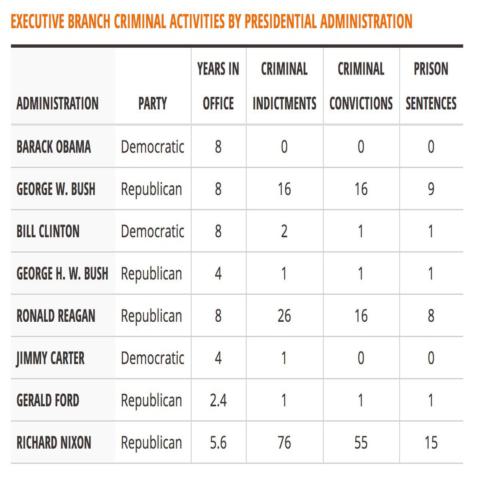 EXECUTIVE BRANCH CRIMINAL ACTIVITIES BY PRESIDENTIAL ADMINISTRATION
ADMINISTRATION PARTY YEARS IN OFFICE CRIMINAL INDICTMENTS CRIMINAL CONVICTIONS PRISON SENTENCES
BARACK OBAMA Democratic 8 0 0 0
GEORGE W. BUSH Republican 8 16 16 9
BILL CLINTON Democratic 8 2 1 1
GEORGE H. W. BUSH Republican 4 1 1 1
RONALD REAGAN Republican 8 26 16 8
JIMMY CARTER Democratic 4 1 0 0
GERALD FORD Republican 2.4 1 1 1
RICHARD NIXON Republican 5.6 76 55 15